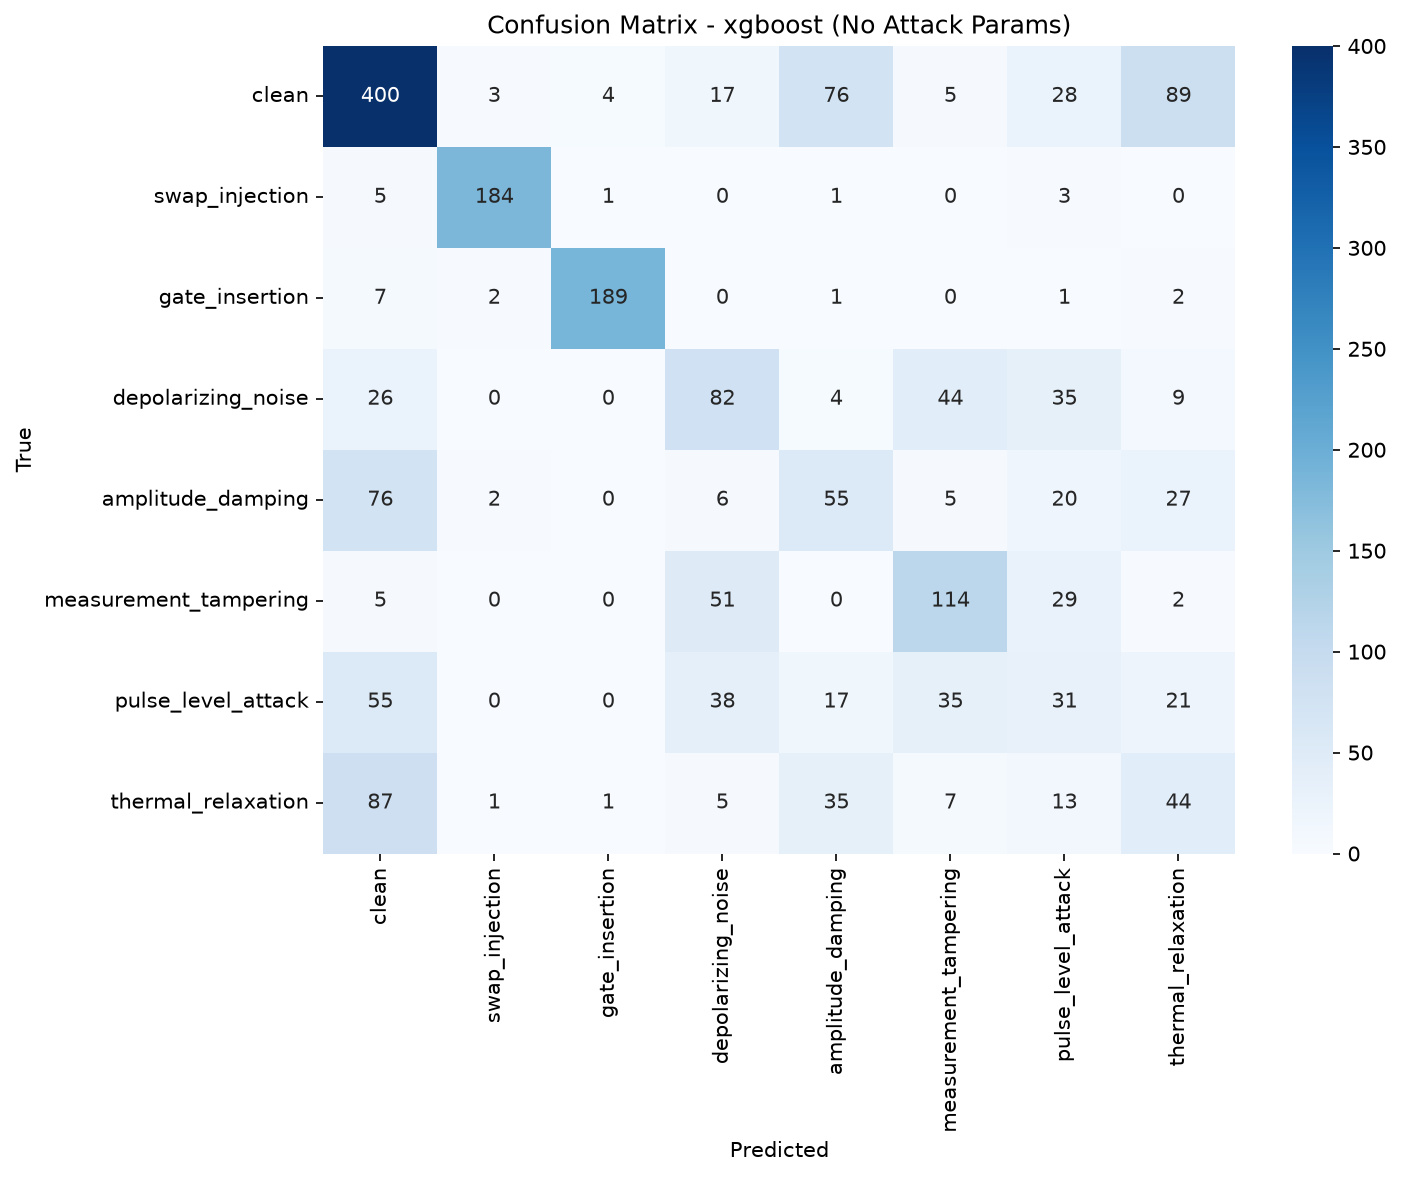 Confusion Matrix - xgboost (No Attack Params)
True
clean 400 3 4 17 76 5 28 89
swap_injection 5 184 1 0 1 0 3 0
gate_insertion 7 2 189 0 1 0 1 2
depolarizing_noise 26 0 0 82 4 44 35 9
amplitude_damping 76 2 0 6 55 5 20 27
measurement_tampering 5 0 0 51 0 114 29 2
pulse_level_attack 55 0 0 38 17 35 31 21
thermal_relaxation 87 1 1 5 35 7 13 44
clean
swap_injection
gate_insertion
depolarizing_noise
amplitude_damping
measurement_tampering
pulse_level_attack
thermal_relaxation
Predicted
400
350
300
250
200
150
100
50
0